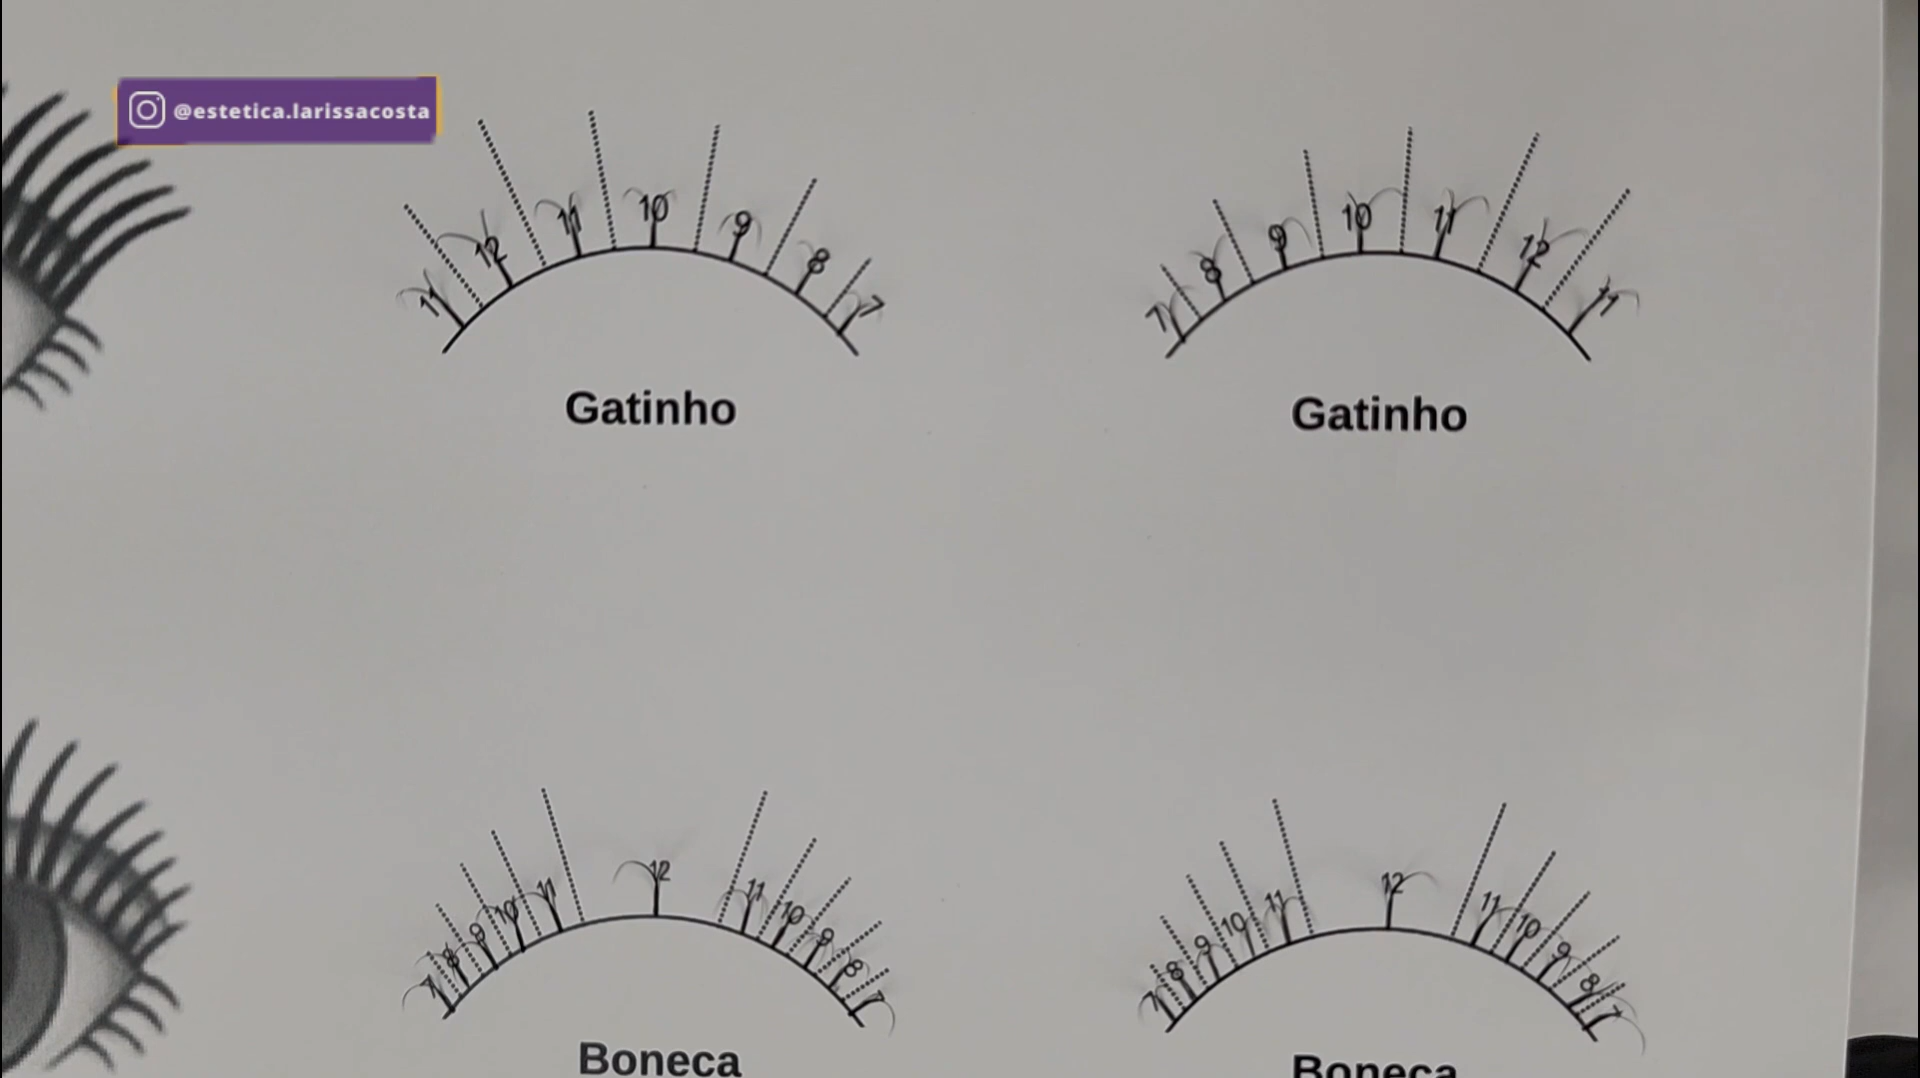 @estetica.larissacosta
11 12 11 10 9 8 7
7 8 9 10 11 12 11
Gatinho
Gatinho
7 8 9 10 11 12 11 10 9 8 7
7 8 9 10 11 12 11 10 9 8 7
Boneca
Boneca